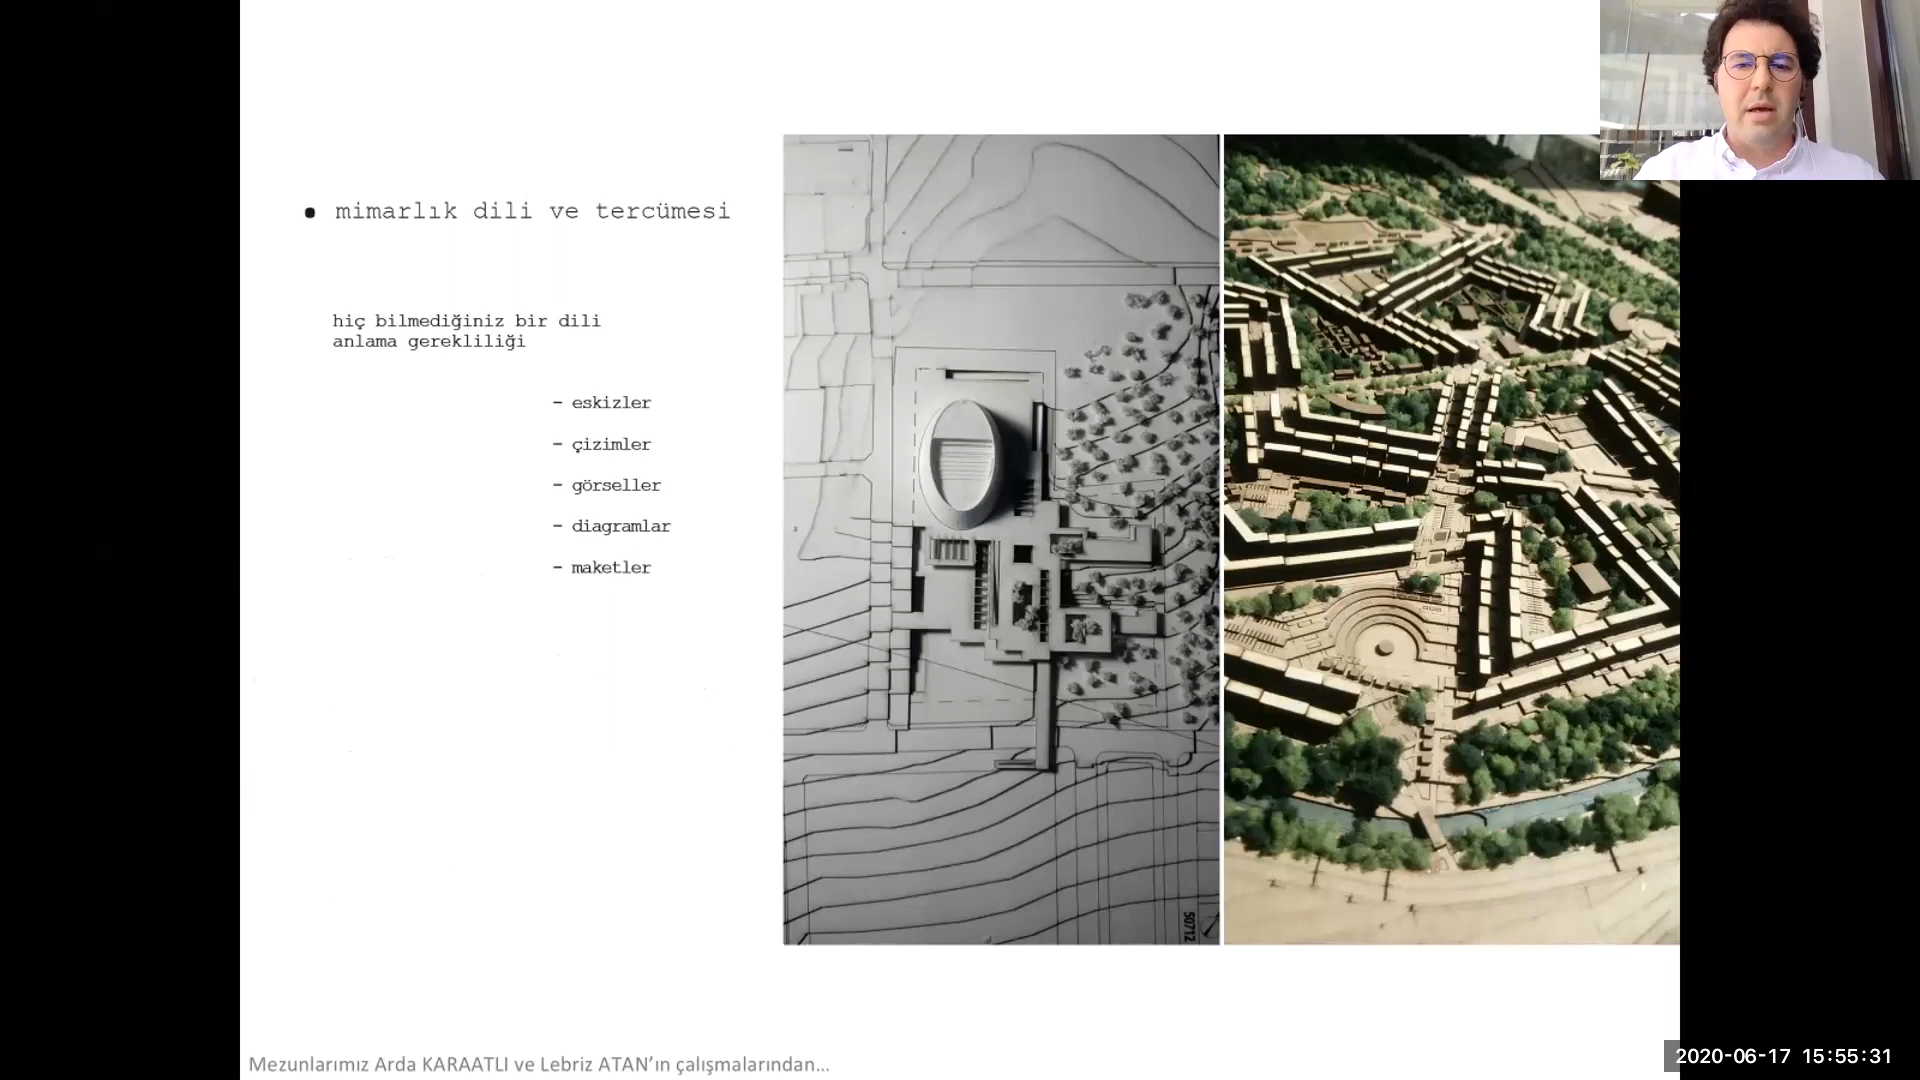 • mimarlık dili ve tercümesi
hiç bilmediğiniz bir dili
anlama gerekliliği
- eskizler
- çizimler
- görseller
- diagramlar
- maketler
50712
Mezunlarımız Arda KARAATLI ve Lebriz ATAN’ın çalışmalarından…
2020-06-17 15:55:31